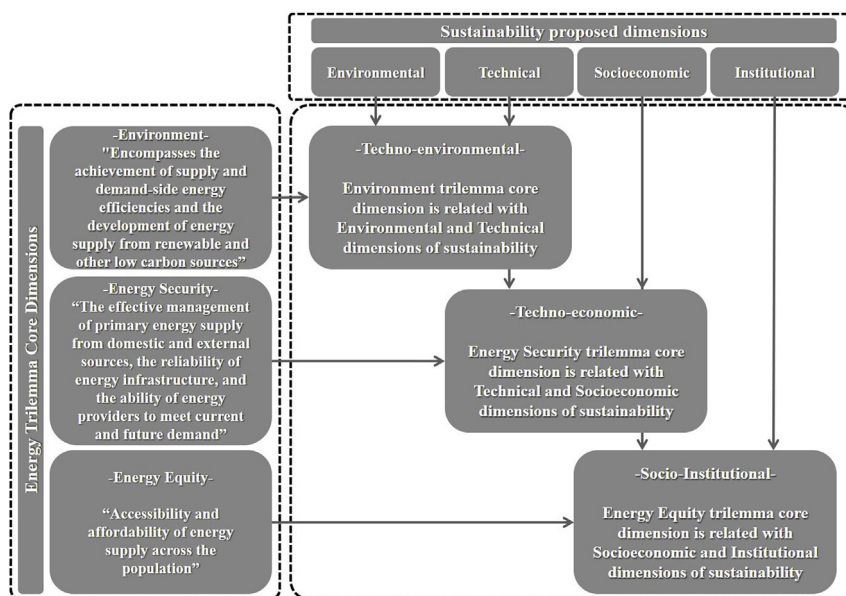 Sustainability proposed dimensions
Environmental
Technical
Socioeconomic
Institutional
Energy Trilemma Core Dimensions
-Environment-
"Encompasses the
achievement of supply and
demand-side energy
efficiencies and the
development of energy
supply from renewable and
other low carbon sources”
-Techno-environmental-
Environment trilemma core
dimension is related with
Environmental and Technical
dimensions of sustainability
-Energy Security-
“The effective management
of primary energy supply
from domestic and external
sources, the reliability of
energy infrastructure, and
the ability of energy
providers to meet current
and future demand”
-Techno-economic-
Energy Security trilemma core
dimension is related with
Technical and Socioeconomic
dimensions of sustainability
-Energy Equity-
“Accessibility and
affordability of energy
supply across the
population”
-Socio-Institutional-
Energy Equity trilemma core
dimension is related with
Socioeconomic and Institutional
dimensions of sustainability